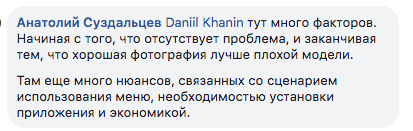 Анатолий Суздальцев Daniil Khanin тут много факторов.
Начиная с того, что отсутствует проблема, и заканчивая
тем, что хорошая фотография лучше плохой модели.
Там еще много нюансов, связанных со сценарием
использования меню, необходимостью установки
приложения и экономикой.